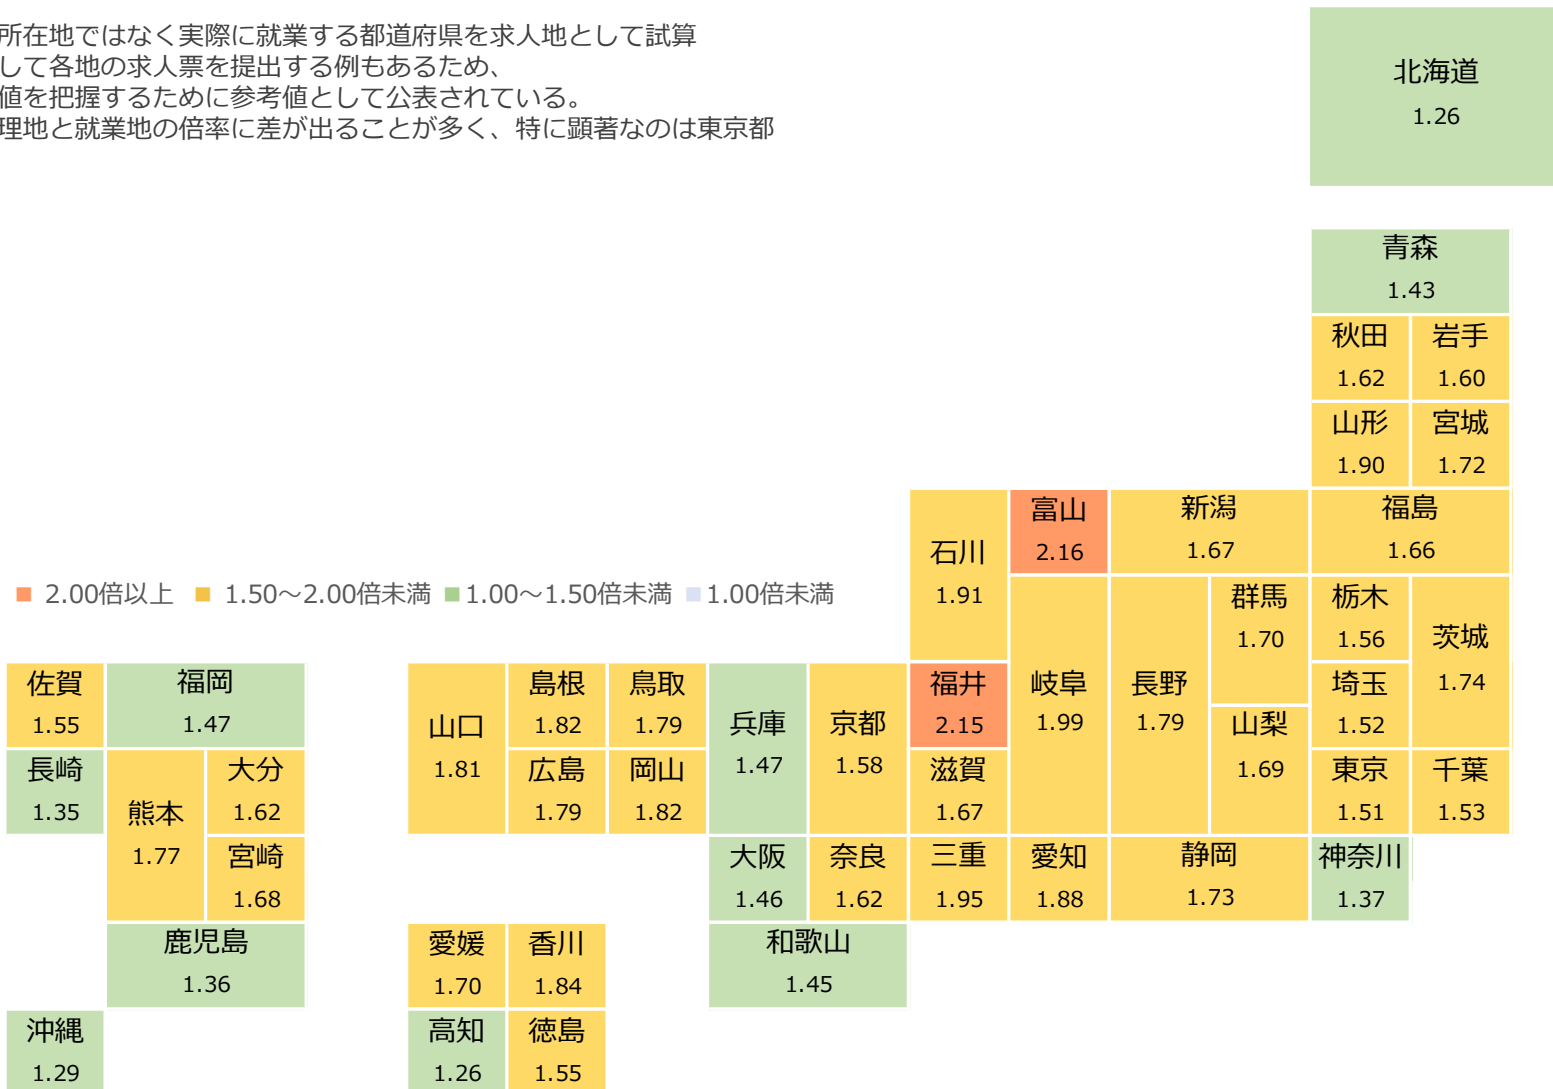 所在地ではなく実際に就業する都道府県を求人地として試算
して各地の求人票を提出する例もあるため、
値を把握するために参考値として公表されている。
理地と就業地の倍率に差が出ることが多く、特に顕著なのは東京都
北海道
1.26
青森
1.43
秋田 岩手
1.62 1.60
山形 宮城
1.90 1.72
富山 新潟 福島
2.16 1.67 1.66
石川
1.91
2.00倍以上 1.50～2.00倍未満 1.00～1.50倍未満 1.00倍未満
群馬 栃木
1.70 1.56
茨城
1.74
佐賀 福岡
1.55 1.47
島根 鳥取
1.82 1.79
福井
2.15
岐阜 長野
1.99 1.79
埼玉
1.52
山口
1.81
兵庫 京都
1.47 1.58
山梨
1.69
長崎
1.35
大分
1.62
広島 岡山
1.79 1.82
滋賀
1.67
東京 千葉
1.51 1.53
熊本
1.77
宮崎
1.68
大阪 奈良 三重 愛知 静岡 神奈川
1.46 1.62 1.95 1.88 1.73 1.37
鹿児島
1.36
愛媛 香川
1.70 1.84
和歌山
1.45
沖縄
1.29
高知 徳島
1.26 1.55